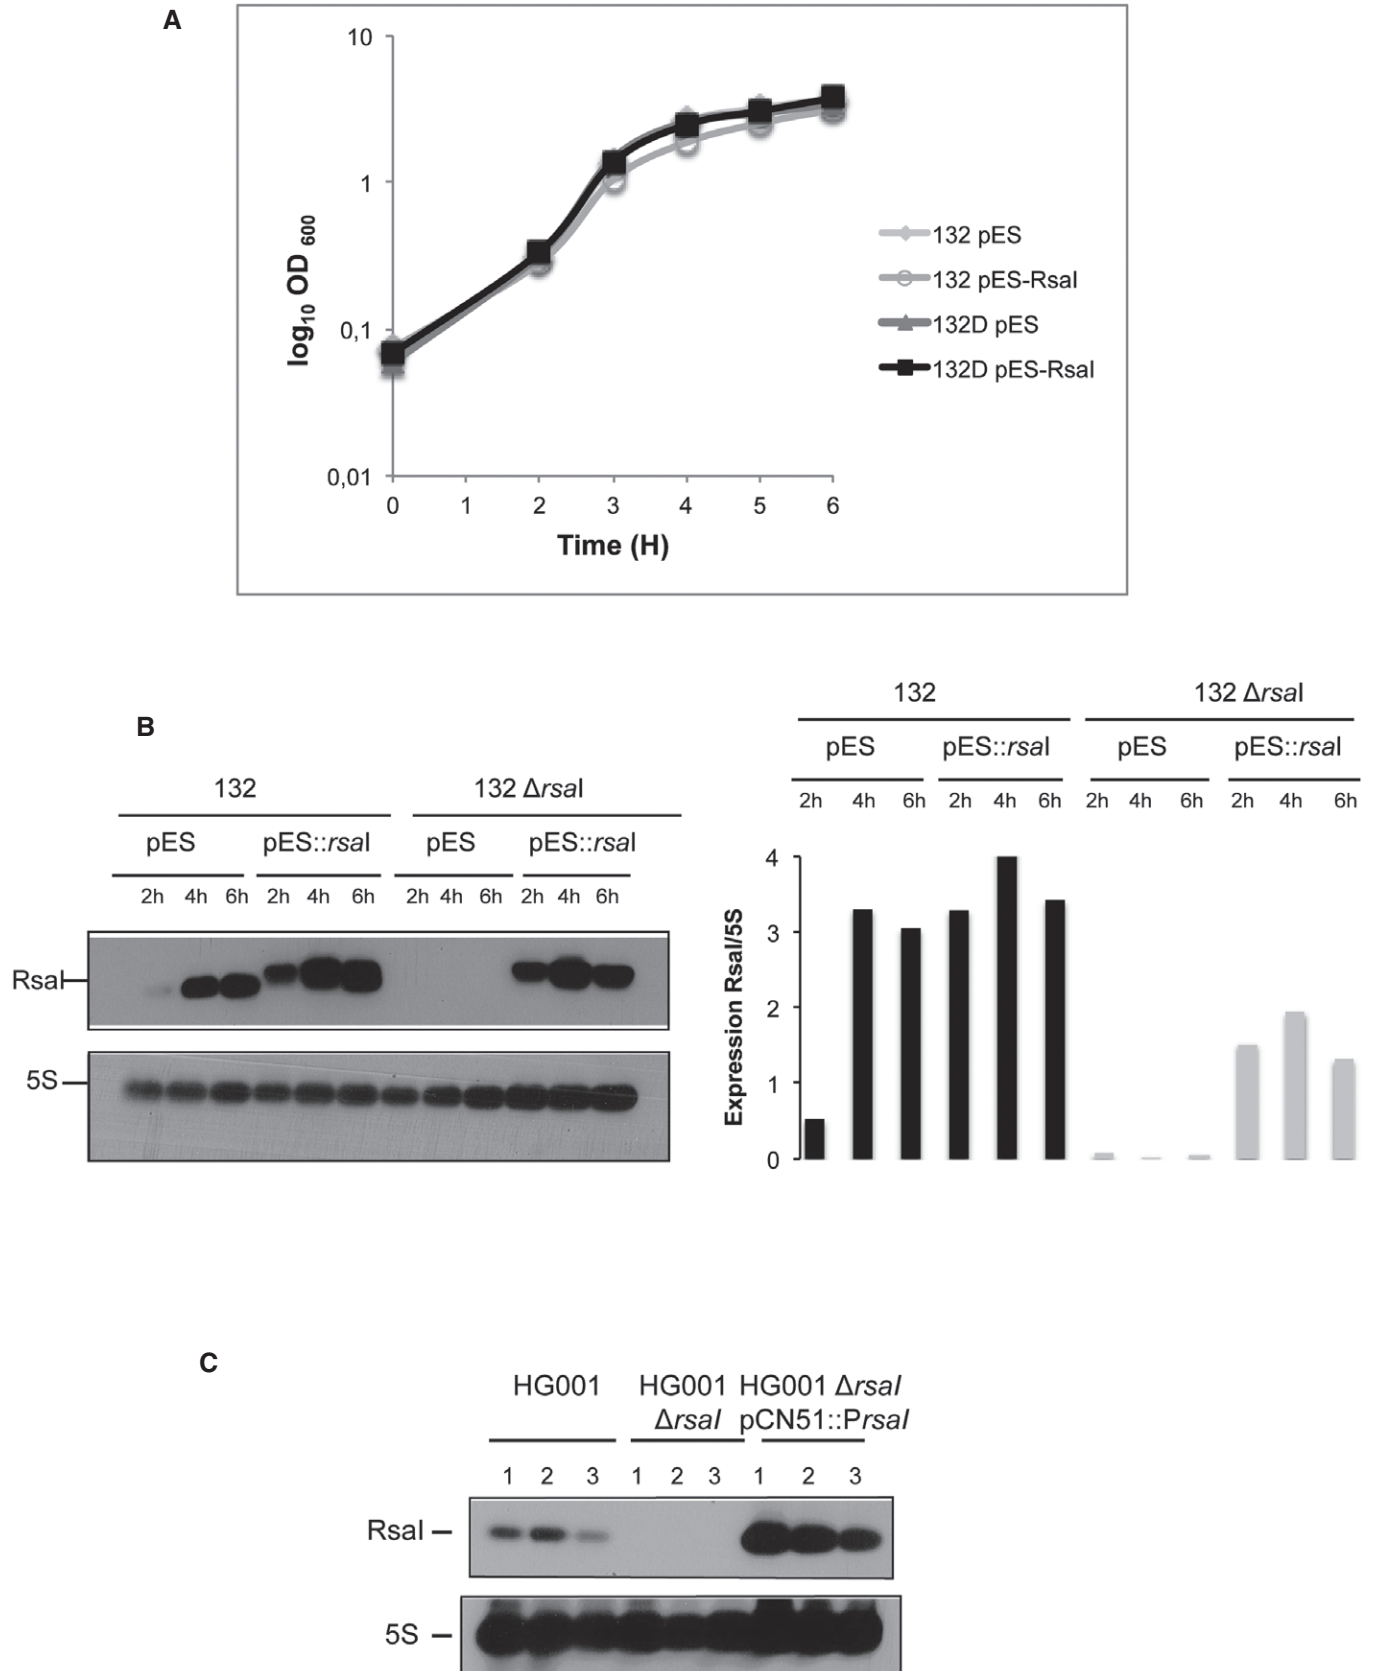 A
10
1
0,1
0,01
log10 OD 600
0 1 2 3 4 5 6
Time (H)
132 pES
132 pES-RsaI
132D pES
132D pES-RsaI
B
132 132 ΔrsaI
pES pES::rsaI pES pES::rsaI
2h 4h 6h 2h 4h 6h 2h 4h 6h 2h 4h 6h
RsaI
5S
132 132 ΔrsaI
pES pES::rsaI pES pES::rsaI
2h 4h 6h 2h 4h 6h 2h 4h 6h 2h 4h 6h
4
3
2
1
0
Expression RsaI/5S
C
HG001 HG001 HG001 ΔrsaI
ΔrsaI pCN51::PrsaI
1 2 3 1 2 3 1 2 3
RsaI
5S